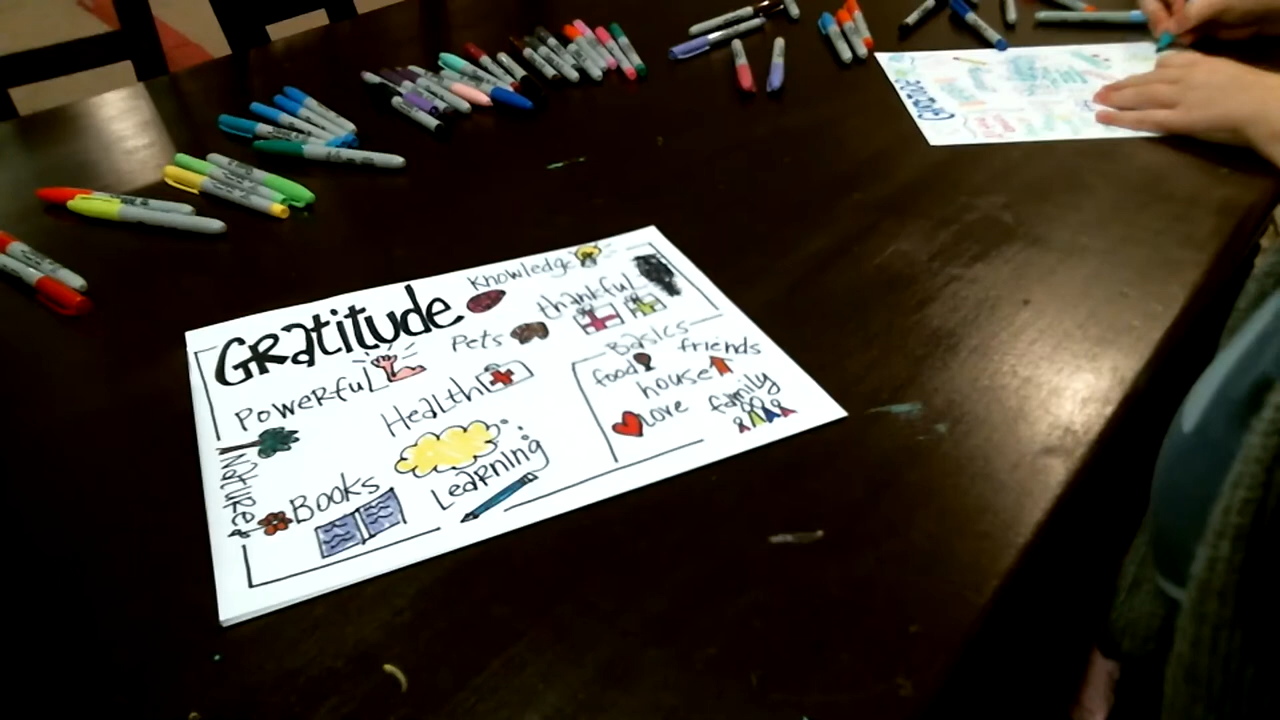 Gratitude
Knowledge
thankful
Pets
Powerful
Health
Basics
food
friends
house
Love
family
Nature
Books
Learning